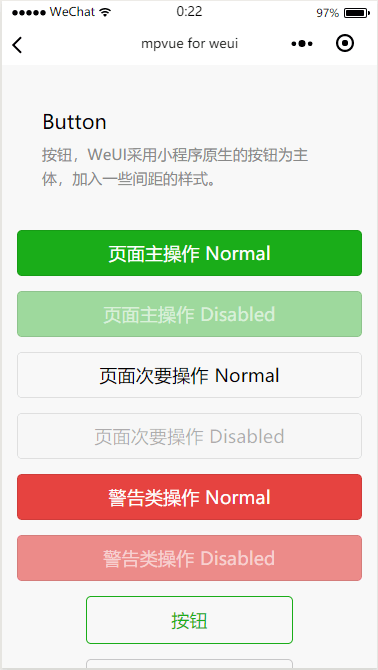 WeChat 0:22 97%
mpvue for weui
Button
按钮，WeUI采用小程序原生的按钮为主
体，加入一些间距的样式。
页面主操作 Normal
页面主操作 Disabled
页面次要操作 Normal
页面次要操作 Disabled
警告类操作 Normal
警告类操作 Disabled
按钮